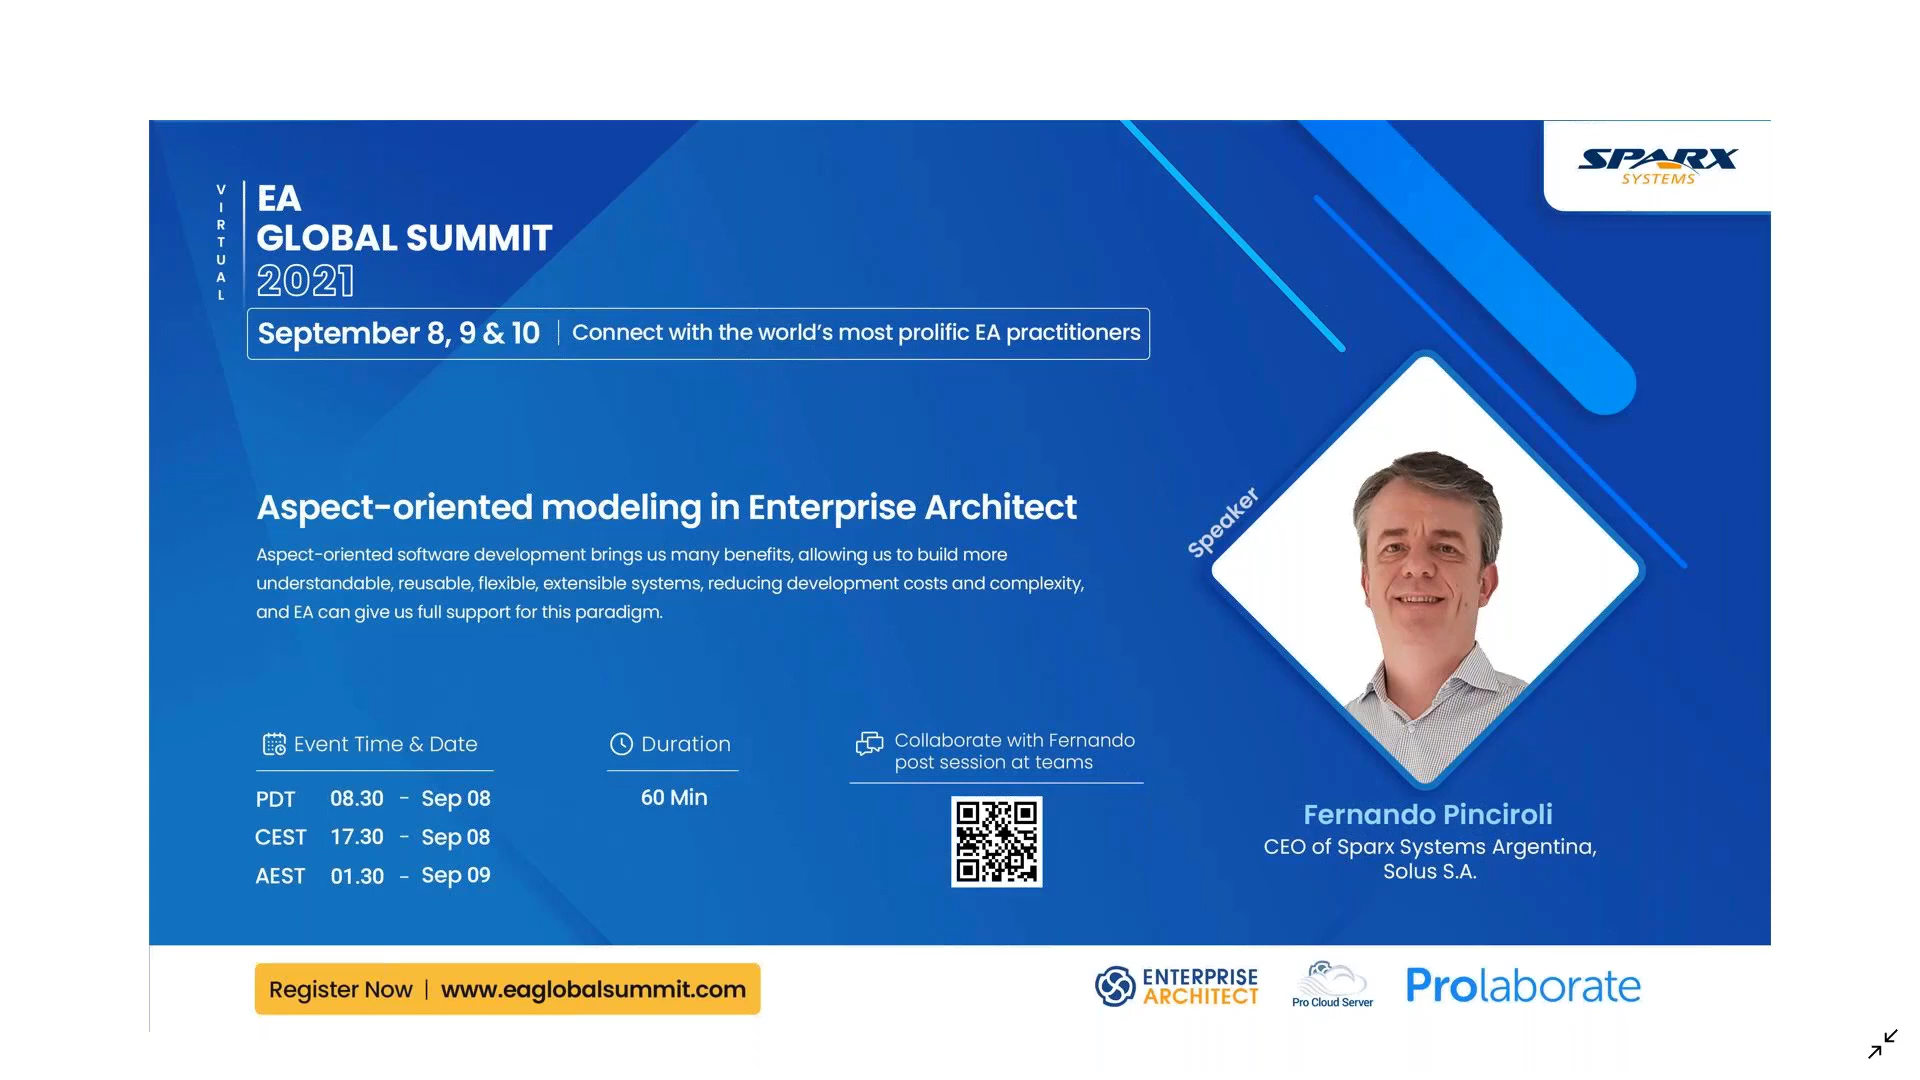 VIRTUAL
EA
GLOBAL SUMMIT
2021
September 8, 9 & 10 | Connect with the world's most prolific EA practitioners
SPARX
SYSTEMS
Aspect-oriented modeling in Enterprise Architect
Aspect-oriented software development brings us many benefits, allowing us to build more
understandable, reusable, flexible, extensible systems, reducing development costs and complexity,
and EA can give us full support for this paradigm.
Speaker
Event Time & Date
PDT 08.30 - Sep 08
CEST 17.30 - Sep 08
AEST 01.30 - Sep 09
Duration
60 Min
Collaborate with Fernando
post session at teams
Fernando Pinciroli
CEO of Sparx Systems Argentina,
Solus S.A.
Register Now | www.eaglobalsummit.com
ENTERPRISE
ARCHITECT
Pro Cloud Server
Prolaborate